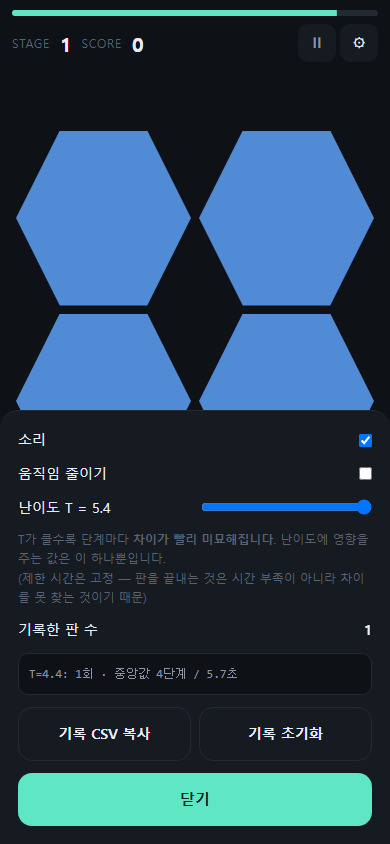 STAGE 1 SCORE 0
소리
움직임 줄이기
난이도 T = 5.4
T가 클수록 단계마다 차이가 빨리 미묘해집니다. 난이도에 영향을
주는 값은 이 하나뿐입니다.
(제한 시간은 고정 — 판을 끝내는 것은 시간 부족이 아니라 차이
를 못 찾는 것이기 때문)
기록한 판 수 1
T=4.4: 1회 · 중앙값 4단계 / 5.7초
기록 CSV 복사 기록 초기화
닫기